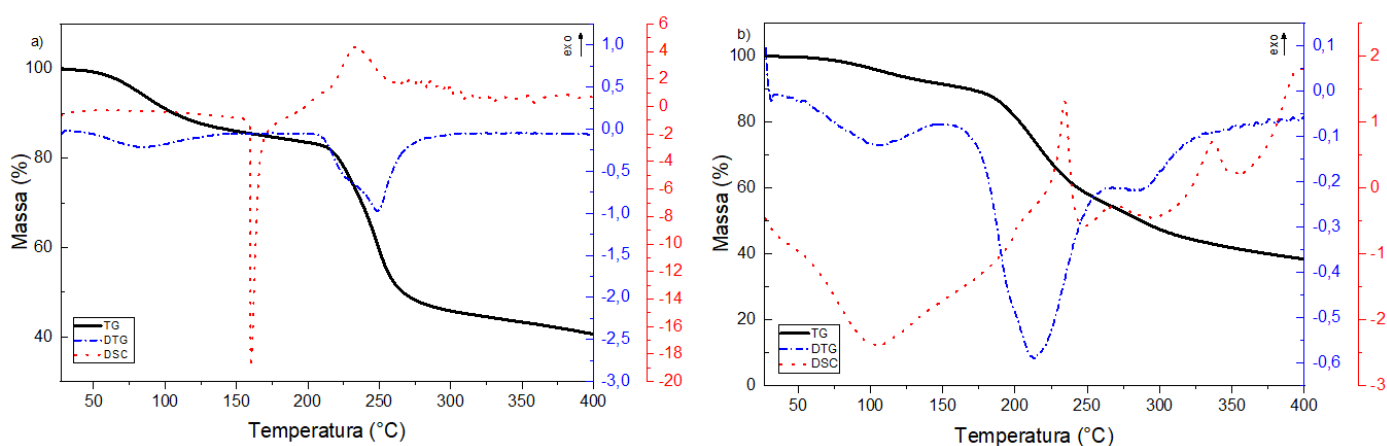 a)
exo
Massa (%)
100
80
60
40
TG
DTG
DSC
50 100 150 200 250 300 350 400
Temperatura (°C)
1,0
0,5
0,0
-0,5
-1,0
-1,5
-2,0
-2,5
-3,0
6
4
2
0
-2
-4
-6
-8
-10
-12
-14
-16
-18
-20
b)
exo
Massa (%)
100
80
60
40
20
0
TG
DTG
DSC
50 100 150 200 250 300 350 400
Temperatura (°C)
0,1
0,0
-0,1
-0,2
-0,3
-0,4
-0,5
-0,6
2
1
0
-1
-2
-3